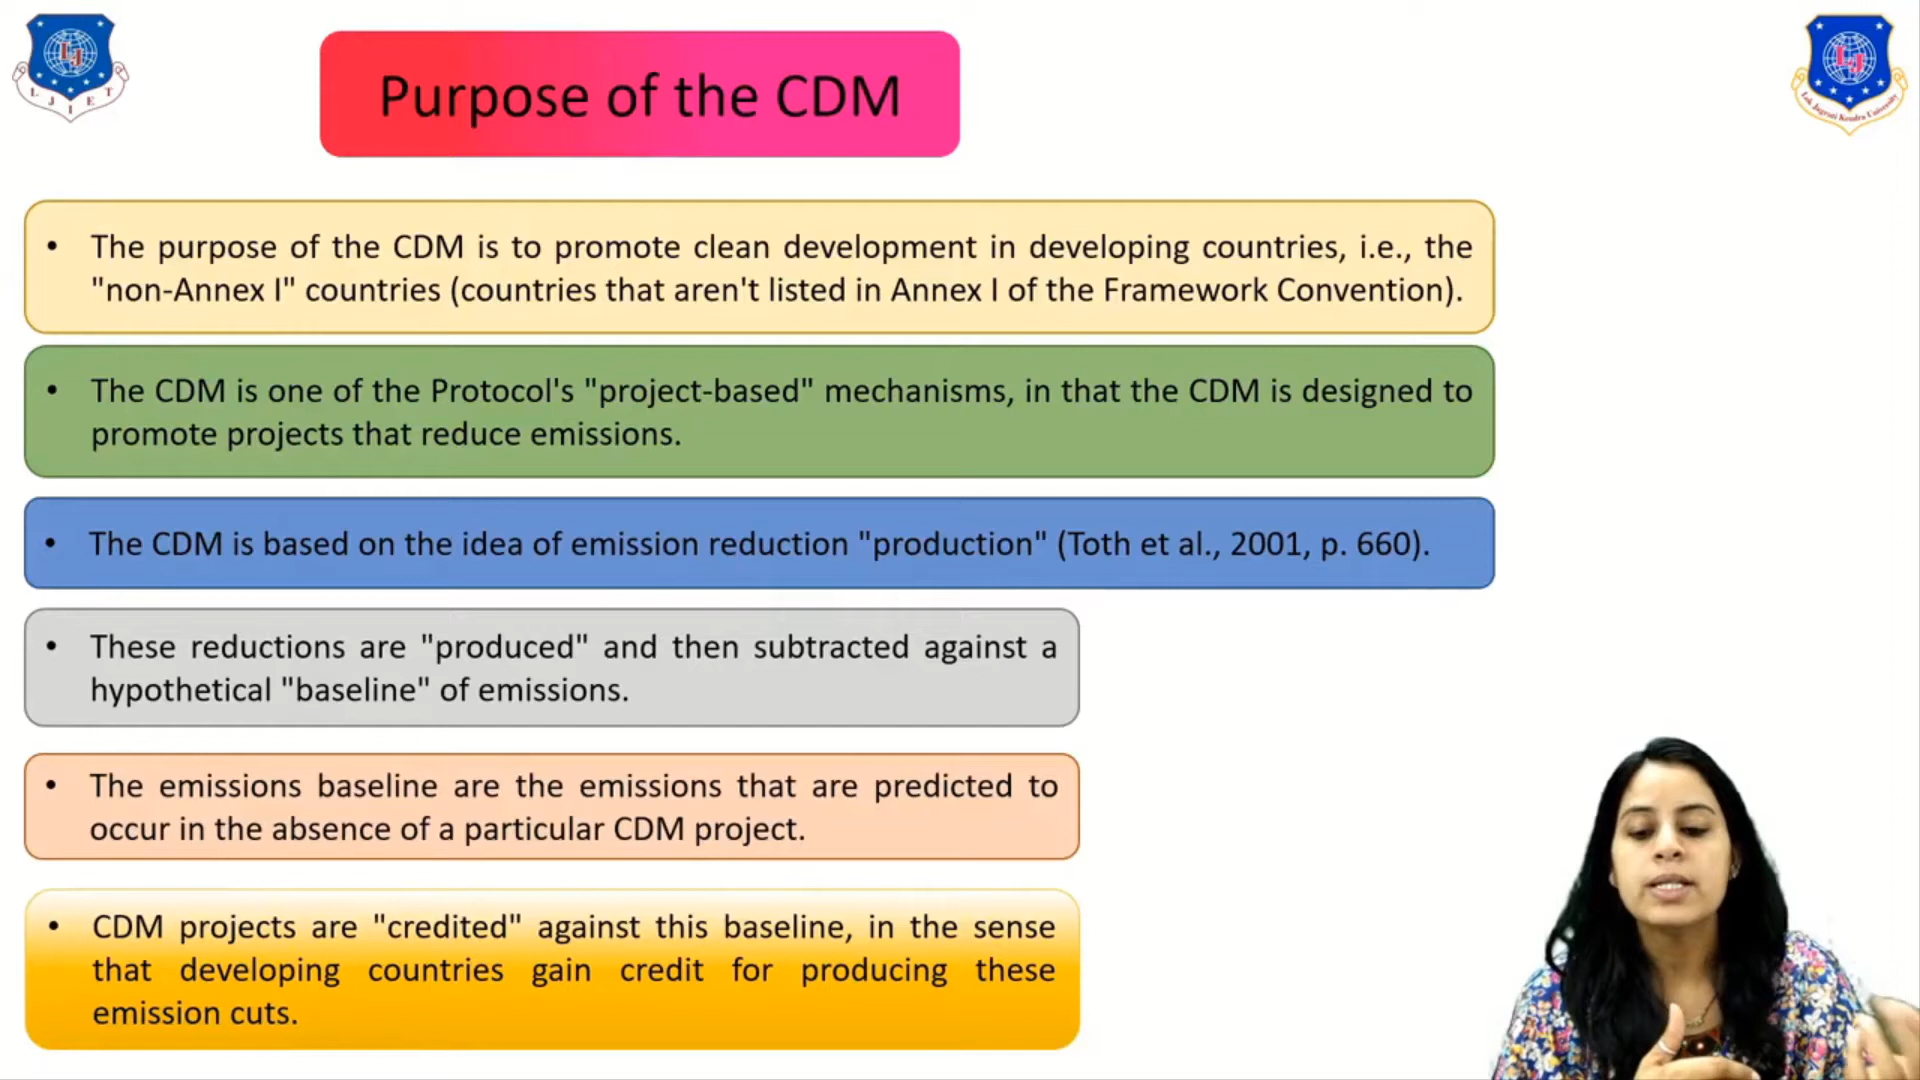 LJ
L J I E T
Purpose of the CDM
LJ
Lok Jagruti Kendra University
• The purpose of the CDM is to promote clean development in developing countries, i.e., the
"non-Annex I" countries (countries that aren't listed in Annex I of the Framework Convention).
• The CDM is one of the Protocol's "project-based" mechanisms, in that the CDM is designed to
promote projects that reduce emissions.
• The CDM is based on the idea of emission reduction "production" (Toth et al., 2001, p. 660).
• These reductions are "produced" and then subtracted against a
hypothetical "baseline" of emissions.
• The emissions baseline are the emissions that are predicted to
occur in the absence of a particular CDM project.
• CDM projects are "credited" against this baseline, in the sense
that developing countries gain credit for producing these
emission cuts.